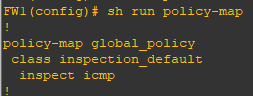 FW1(config)# sh run policy-map
!
policy-map global_policy
 class inspection_default
  inspect icmp
!